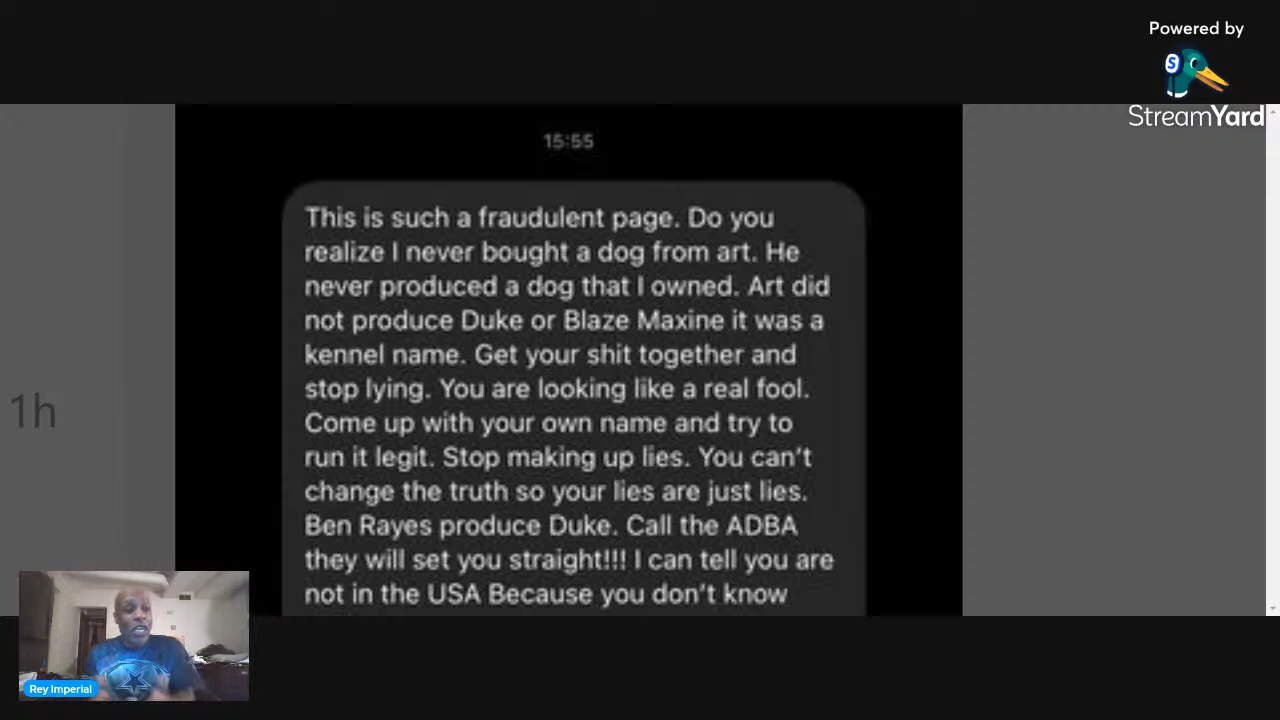 Powered by
S
StreamYard
15:55
This is such a fraudulent page. Do you
realize I never bought a dog from art. He
never produced a dog that I owned. Art did
not produce Duke or Blaze Maxine it was a
kennel name. Get your shit together and
stop lying. You are looking like a real fool.
Come up with your own name and try to
run it legit. Stop making up lies. You can't
change the truth so your lies are just lies.
Ben Rayes produce Duke. Call the ADBA
they will set you straight!!! I can tell you are
not in the USA Because you don't know
1h
Rey Imperial